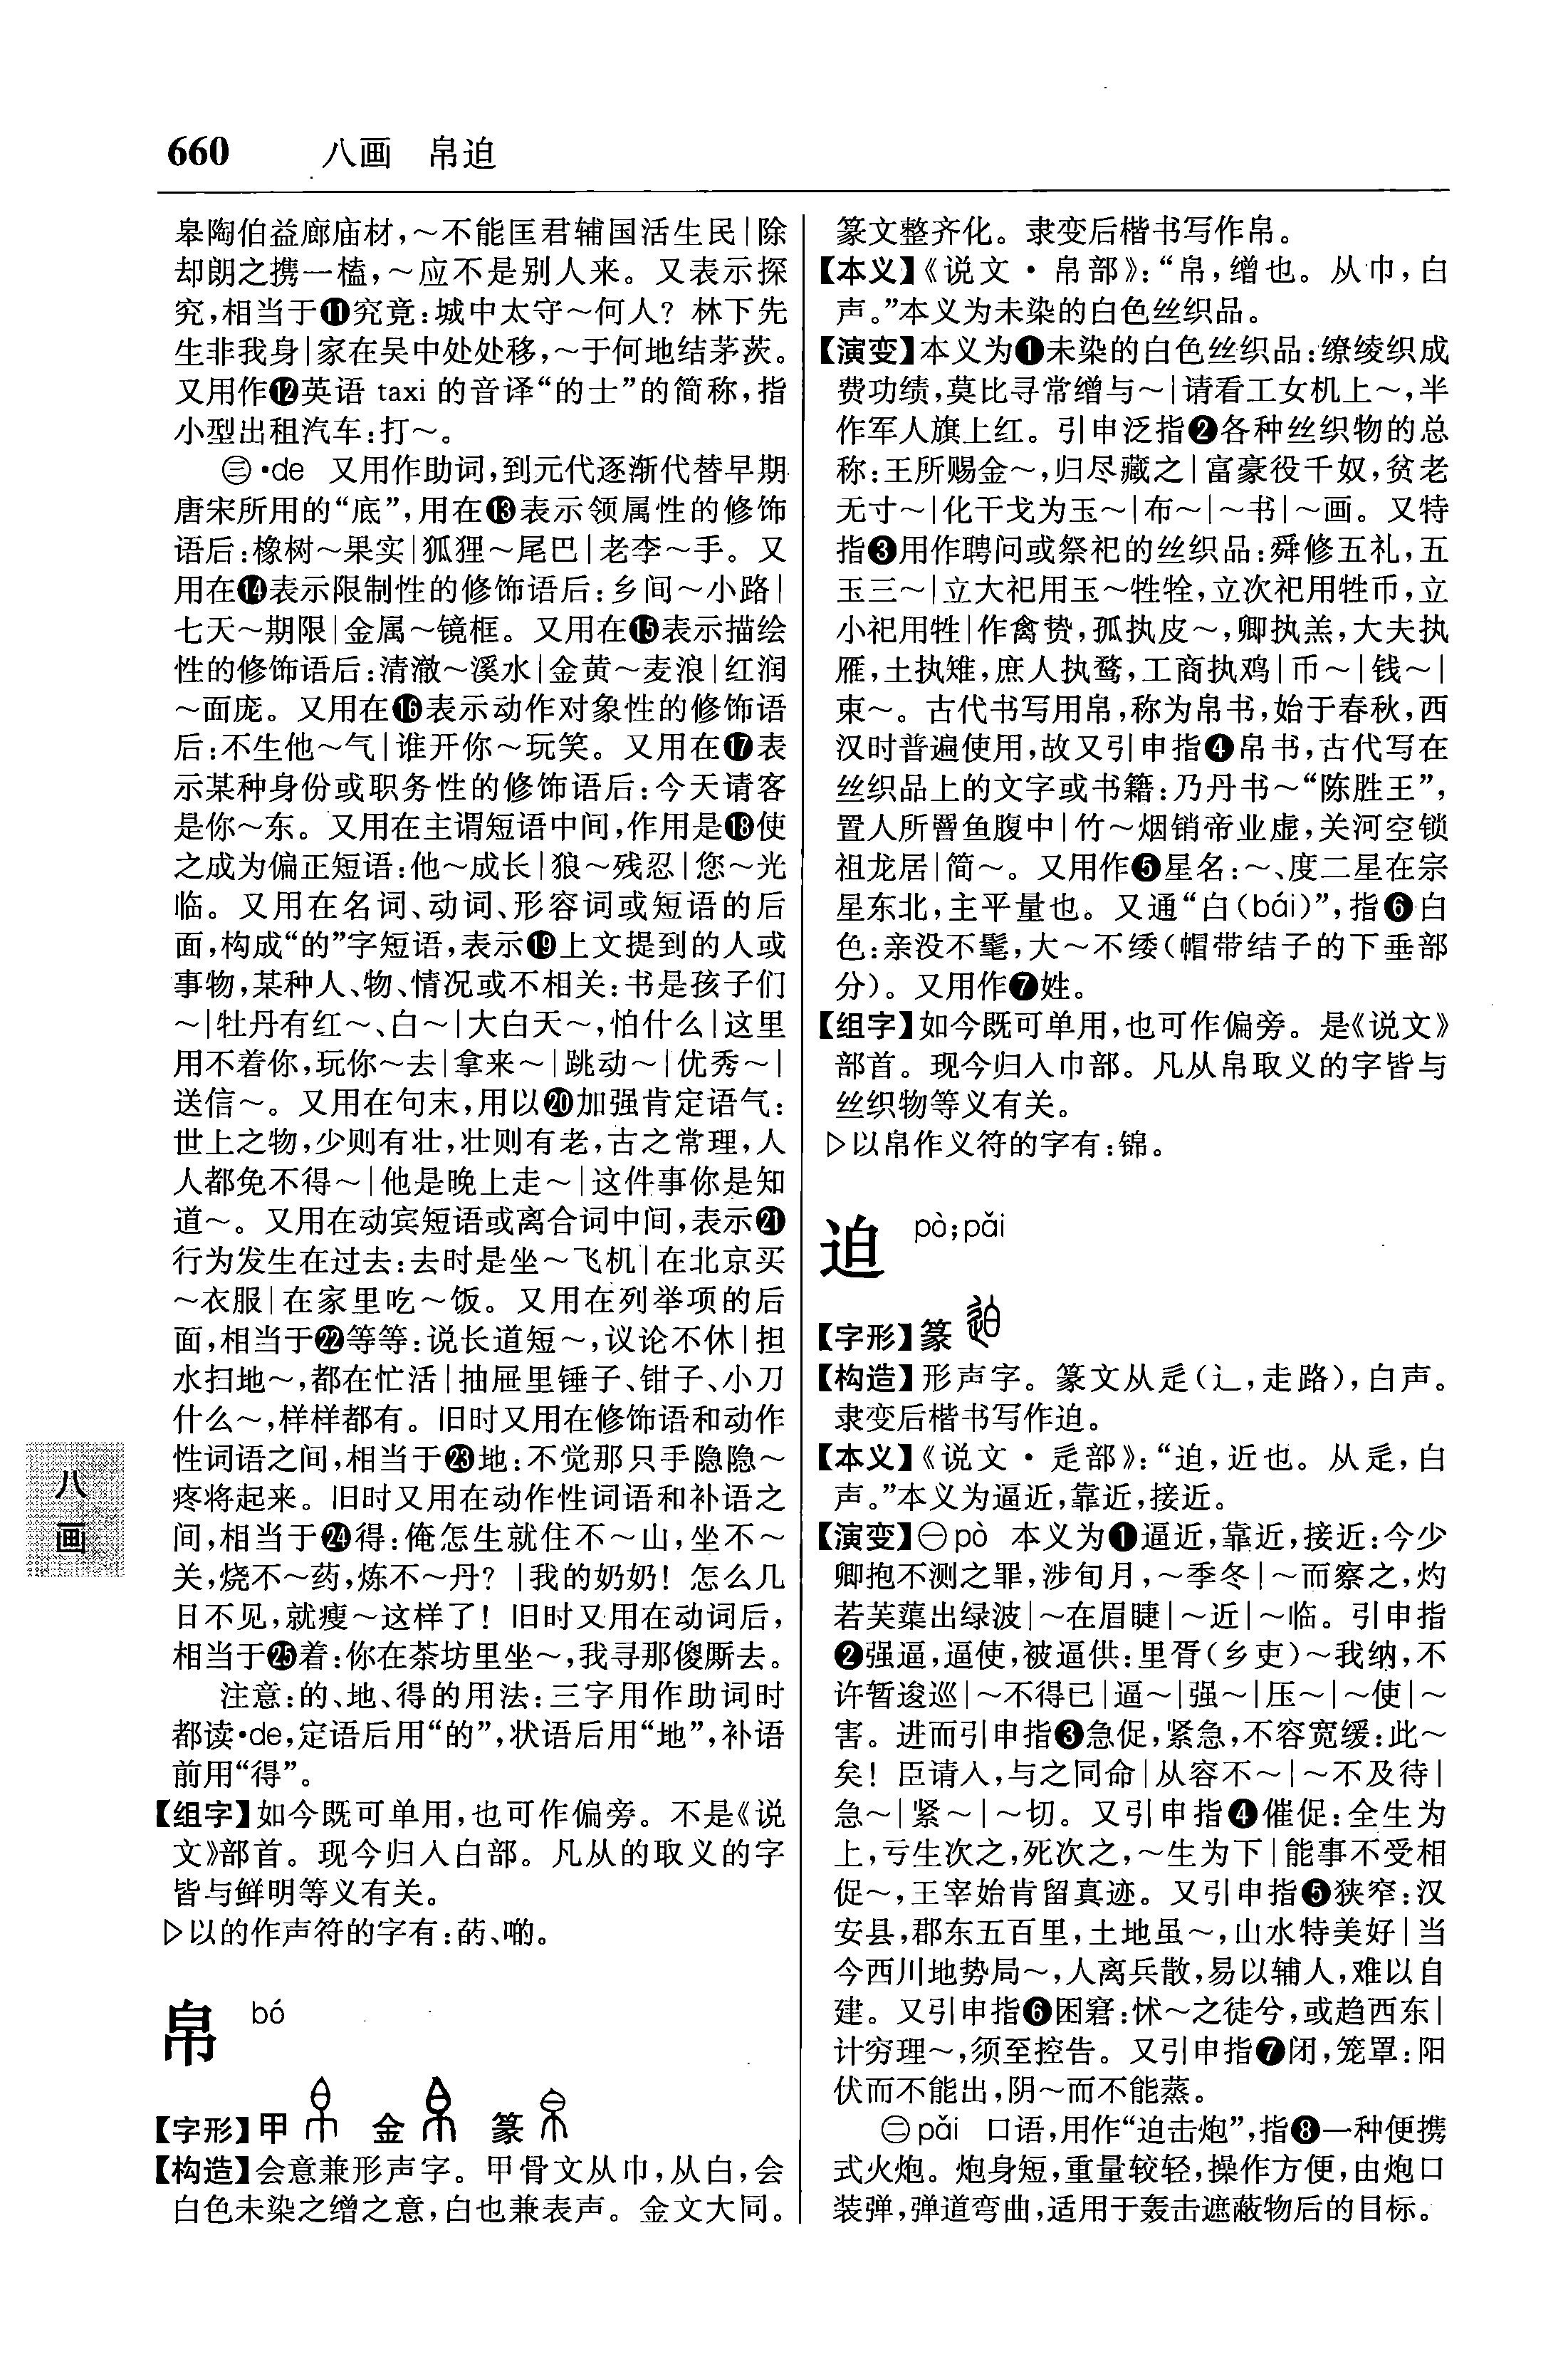 660 八画 帛迫
皋陶伯益廊庙材，～不能匡君辅国活生民|除
却朗之携一榼，～应不是别人来。又表示探
究，相当于⓫究竟：城中太守～何人？林下先
生非我身|家在吴中处处移，～于何地结茅茨。
又用作⓬英语 taxi 的音译“的士”的简称，指
小型出租汽车：打～。
㊂·de 又用作助词，到元代逐渐代替早期
唐宋所用的“底”，用在⓭表示领属性的修饰
语后：橡树～果实|狐狸～尾巴|老李～手。又
用在⓮表示限制性的修饰语后：乡间～小路|
七天～期限|金属～镜框。又用在⓯表示描绘
性的修饰语后：清澈～溪水|金黄～麦浪|红润
～面庞。又用在⓰表示动作对象性的修饰语
后：不生他～气|谁开你～玩笑。又用在⓱表
示某种身份或职务性的修饰语后：今天请客
是你～东。又用在主谓短语中间，作用是⓲使
之成为偏正短语：他～成长|狼～残忍|您～光
临。又用在名词、动词、形容词或短语的后
面，构成“的”字短语，表示⓳上文提到的人或
事物，某种人、物、情况或不相关：书是孩子们
～|牡丹有红～、白～|大白天～，怕什么|这里
用不着你，玩你～去|拿来～|跳动～|优秀～|
送信～。又用在句末，用以⓴加强肯定语气：
世上之物，少则有壮，壮则有老，古之常理，人
人都免不得～|他是晚上走～|这件事你是知
道～。又用在动宾短语或离合词中间，表示㉑
行为发生在过去：去时是坐～飞机|在北京买
～衣服|在家里吃～饭。又用在列举项的后
面，相当于㉒等等：说长道短～，议论不休|担
水扫地～，都在忙活|抽屉里锤子、钳子、小刀
什么～，样样都有。旧时又用在修饰语和动作
性词语之间，相当于㉓地：不觉那只手隐隐～
疼将起来。旧时又用在动作性词语和补语之
间，相当于㉔得：俺怎生就住不～山，坐不～
关，烧不～药，炼不～丹？|我的奶奶！怎么几
日不见，就瘦～这样了！旧时又用在动词后，
相当于㉕着：你在茶坊里坐～，我寻那傻厮去。
注意：的、地、得的用法：三字用作助词时
都读·de，定语后用“的”，状语后用“地”，补语
前用“得”。
【组字】如今既可单用，也可作偏旁。不是《说
文》部首。现今归入白部。凡从的取义的字
皆与鲜明等义有关。
▷以的作声符的字有：菂、啲。
帛 bó
【字形】甲 金 篆
【构造】会意兼形声字。甲骨文从巾，从白，会
白色未染之缯之意，白也兼表声。金文大同。
篆文整齐化。隶变后楷书写作帛。
【本义】《说文·帛部》：“帛，缯也。从巾，白
声。”本义为未染的白色丝织品。
【演变】本义为❶未染的白色丝织品：缭绫织成
费功绩，莫比寻常缯与～|请看工女机上～，半
作军人旗上红。引申泛指❷各种丝织物的总
称：王所赐金～，归尽藏之|富豪役千奴，贫老
无寸～|化干戈为玉～|布～|～书|～画。又特
指❸用作聘问或祭祀的丝织品：舜修五礼，五
玉三～|立大祀用玉～牲牷，立次祀用牲币，立
小祀用牲|作禽贽，孤执皮～，卿执羔，大夫执
雁，士执雉，庶人执鹜，工商执鸡|币～|钱～|
束～。古代书写用帛，称为帛书，始于春秋，西
汉时普遍使用，故又引申指❹帛书，古代写在
丝织品上的文字或书籍：乃丹书～“陈胜王”，
置人所罾鱼腹中|竹～烟销帝业虚，关河空锁
祖龙居|简～。又用作❺星名：～、度二星在宗
星东北，主平量也。又通“白（bái）”，指❻白
色：亲没不髦，大～不緌（帽带结子的下垂部
分）。又用作❼姓。
【组字】如今既可单用，也可作偏旁。是《说文》
部首。现今归入巾部。凡从帛取义的字皆与
丝织物等义有关。
▷以帛作义符的字有：锦。
迫 pò；pǎi
【字形】篆
【构造】形声字。篆文从辵（辶，走路），白声。
隶变后楷书写作迫。
【本义】《说文·辵部》：“迫，近也。从辵，白
声。”本义为逼近，靠近，接近。
【演变】㊀pò 本义为❶逼近，靠近，接近：今少
卿抱不测之罪，涉旬月，～季冬|～而察之，灼
若芙蕖出绿波|～在眉睫|～近|～临。引申指
❷强逼，逼使，被逼供：里胥（乡吏）～我纳，不
许暂逡巡|～不得已|逼～|强～|压～|～使|～
害。进而引申指❸急促，紧急，不容宽缓：此～
矣！臣请入，与之同命|从容不～|～不及待|
急～|紧～|～切。又引申指❹催促：全生为
上，亏生次之，死次之，～生为下|能事不受相
促～，王宰始肯留真迹。又引申指❺狭窄：汉
安县，郡东五百里，土地虽～，山水特美好|当
今西川地势局～，人离兵散，易以辅人，难以自
建。又引申指❻困窘：怵～之徒兮，或趋西东|
计穷理～，须至控告。又引申指❼闭，笼罩：阳
伏而不能出，阴～而不能蒸。
㊁pǎi 口语，用作“迫击炮”，指❽一种便携
式火炮。炮身短，重量较轻，操作方便，由炮口
装弹，弹道弯曲，适用于轰击遮蔽物后的目标。
八
画